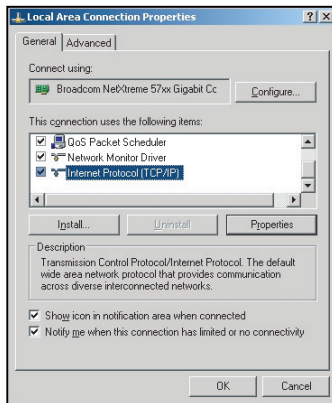 Local Area Connection Properties
General
Advanced
Connect using:
Broadcom NetXtreme 57xx Gigabit Cc
Configure...
This connection uses the following items:
QoS Packet Scheduler
Network Monitor Driver
Internet Protocol (TCP/IP)
Install...
Uninstall
Properties
Description
Transmission Control Protocol/Internet Protocol. The default
wide area network protocol that provides communication
across diverse interconnected networks.
Show icon in notification area when connected
Notify me when this connection has limited or no connectivity
OK
Cancel